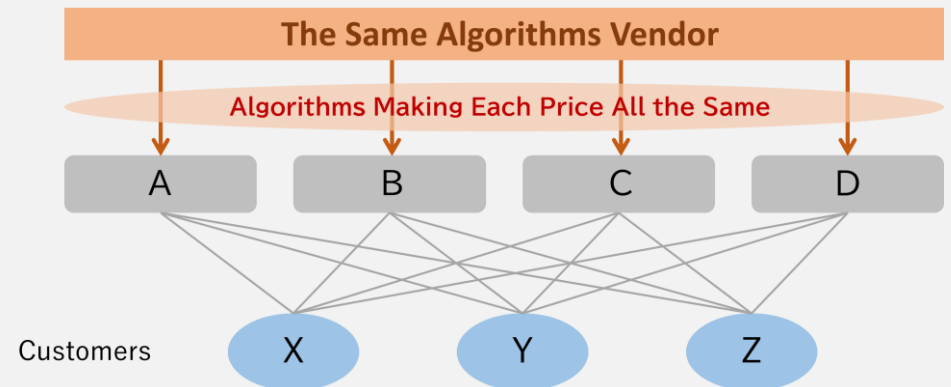 The Same Algorithms Vendor
Algorithms Making Each Price All the Same
A B C D
Customers X Y Z